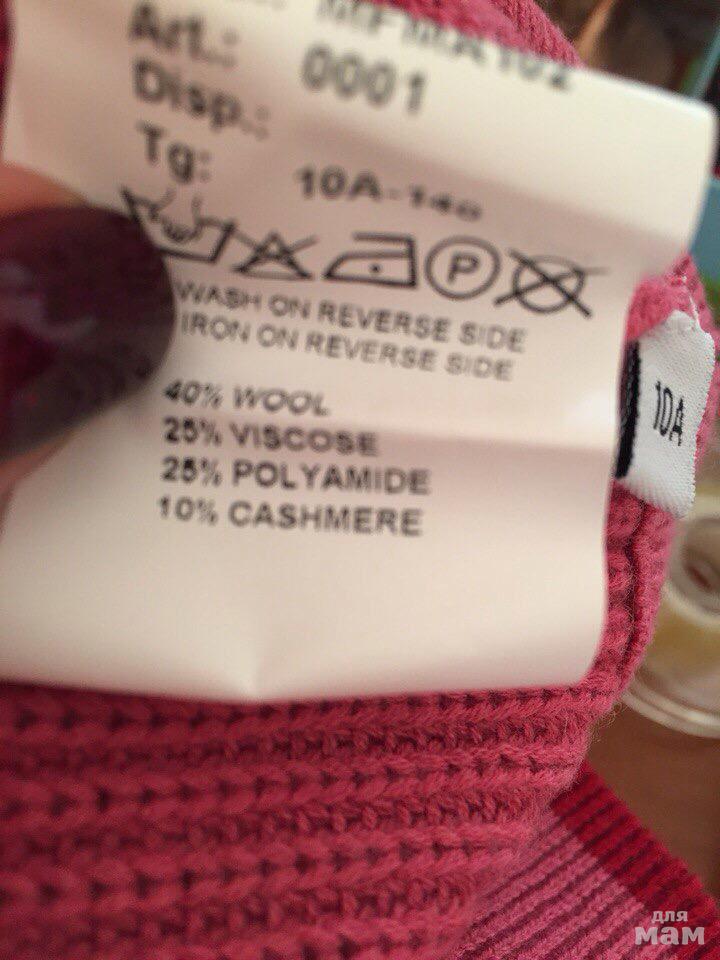 Art.:
0001
Disp.:
Tg: 10A-140
P
WASH ON REVERSE SIDE
IRON ON REVERSE SIDE
40% WOOL
25% VISCOSE
25% POLYAMIDE
10% CASHMERE
10A
для
мам